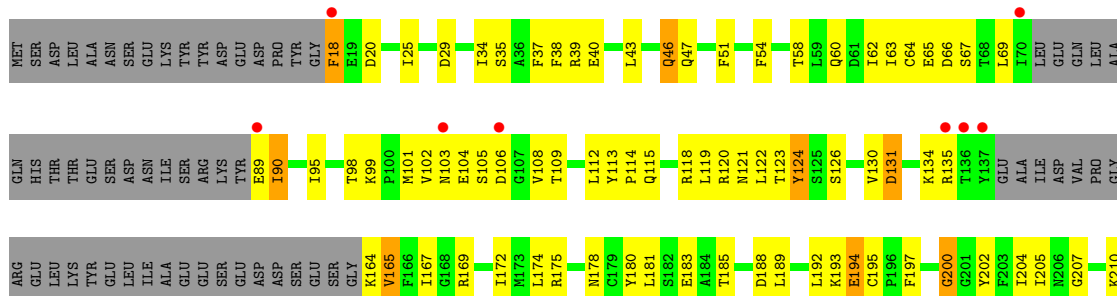 MET SER ASP LEU ALA ASN SER GLU LYS TYR TYR ASP GLU ASP PRO TYR GLY F18 E19 D20 I25 D29 I34 S35 A36 F37 F38 R39 E40 L43 Q46 Q47 F51 F54 T58 L59 Q60 D61 I62 I63 C64 E65 D66 S67 T68 L69 I70 LEU GLU GLN LEU ALA
GLN HIS THR THR GLU SER ASP ASN ILE SER ARG LYS TYR E89 I90 I95 T98 K99 P100 M101 V102 N103 E104 S105 D106 G107 V108 T109 L112 Y113 P114 Q115 R118 L119 R120 N121 L122 T123 Y124 S125 S126 V130 D131 K134 R135 T136 Y137 GLU ALA ILE ASP VAL PRO GLY
ARG GLU LEU LYS TYR GLU LEU ILE ALA GLU GLU SER GLU ASP ASP SER GLU SER GLY K164 V165 F166 I167 G168 R169 I172 M173 L174 R175 N178 C179 Y180 L181 S182 E183 A184 T185 D188 L189 L192 K193 E194 C195 P196 F197 G200 G201 Y202 F203 I204 I205 N206 G207